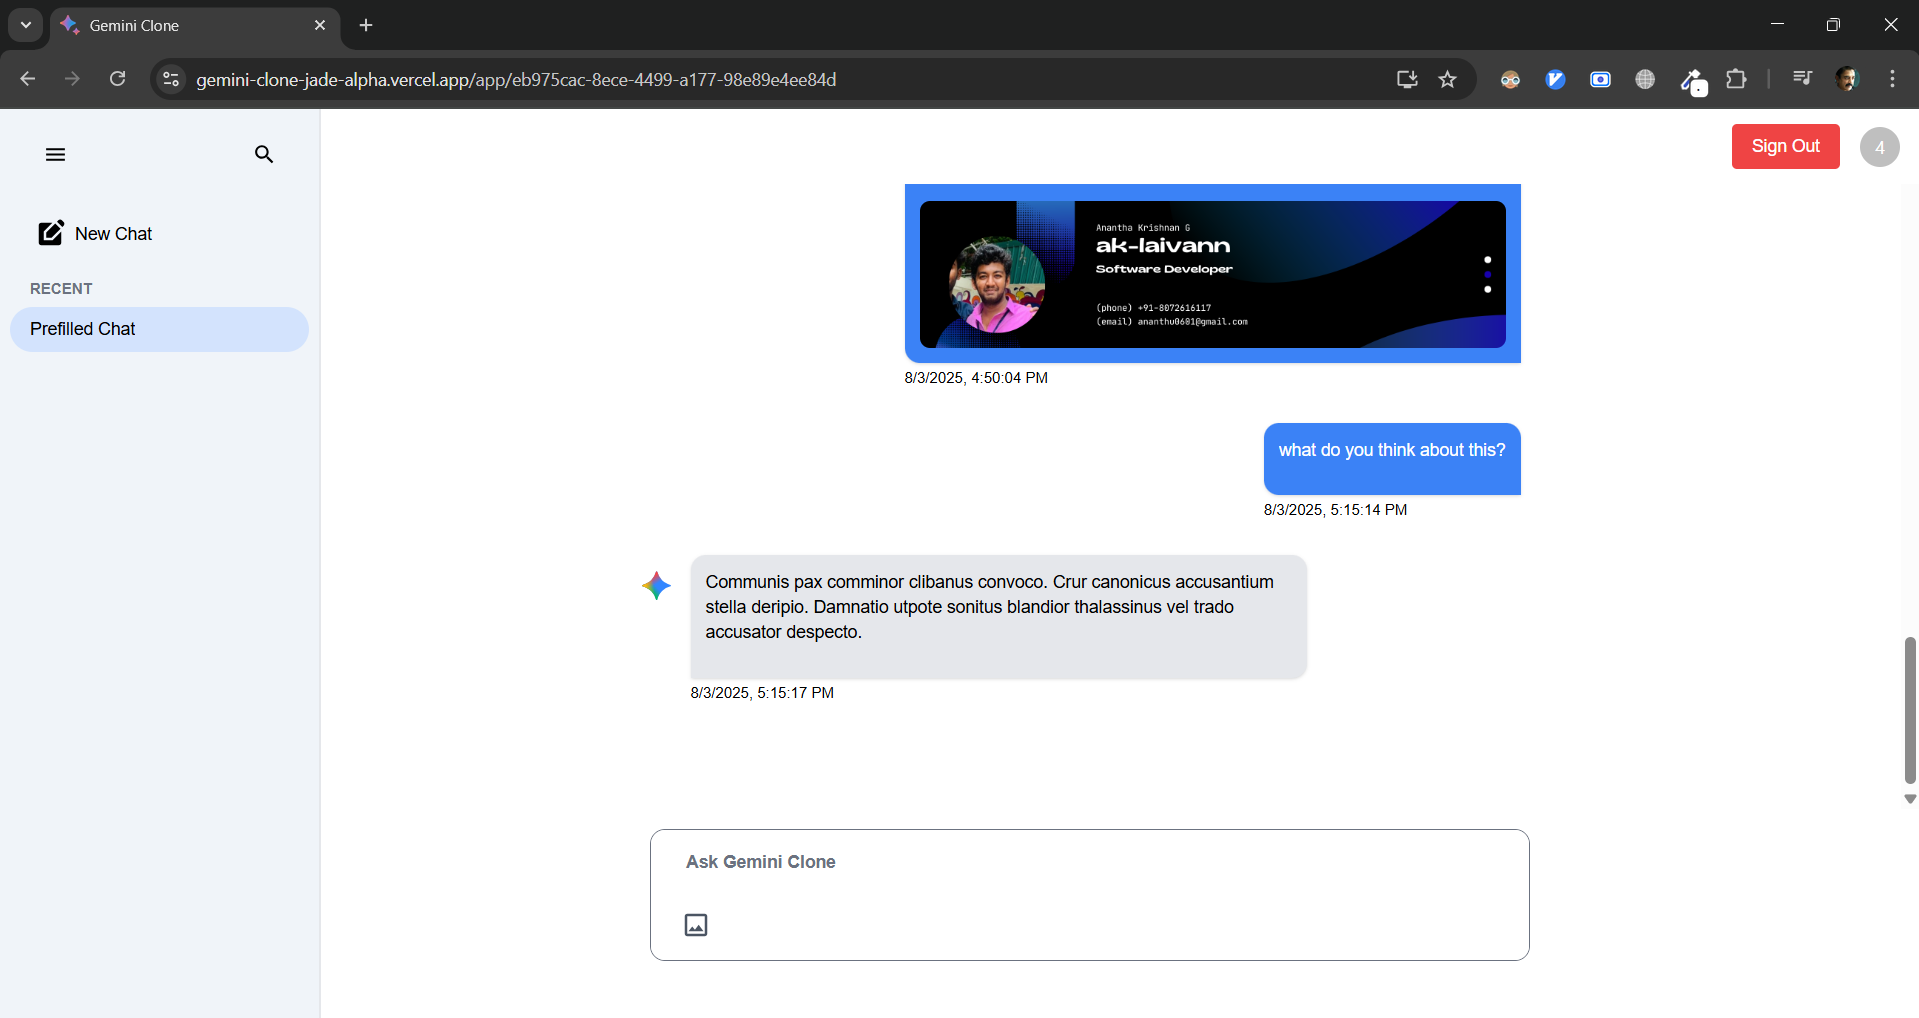 Gemini Clone
gemini-clone-jade-alpha.vercel.app/app/eb975cac-8ece-4499-a177-98e89e4ee84d
Sign Out
4
New Chat
RECENT
Prefilled Chat
Anantha Krishnan G
ak-laivann
Software Developer
(phone) +91-8072616117
(email) ananthu0601@gmail.com
8/3/2025, 4:50:04 PM
what do you think about this?
8/3/2025, 5:15:14 PM
Communis pax comminor clibanus convoco. Crur canonicus accusantium
stella deripio. Damnatio utpote sonitus blandior thalassinus vel trado
accusator despecto.
8/3/2025, 5:15:17 PM
Ask Gemini Clone